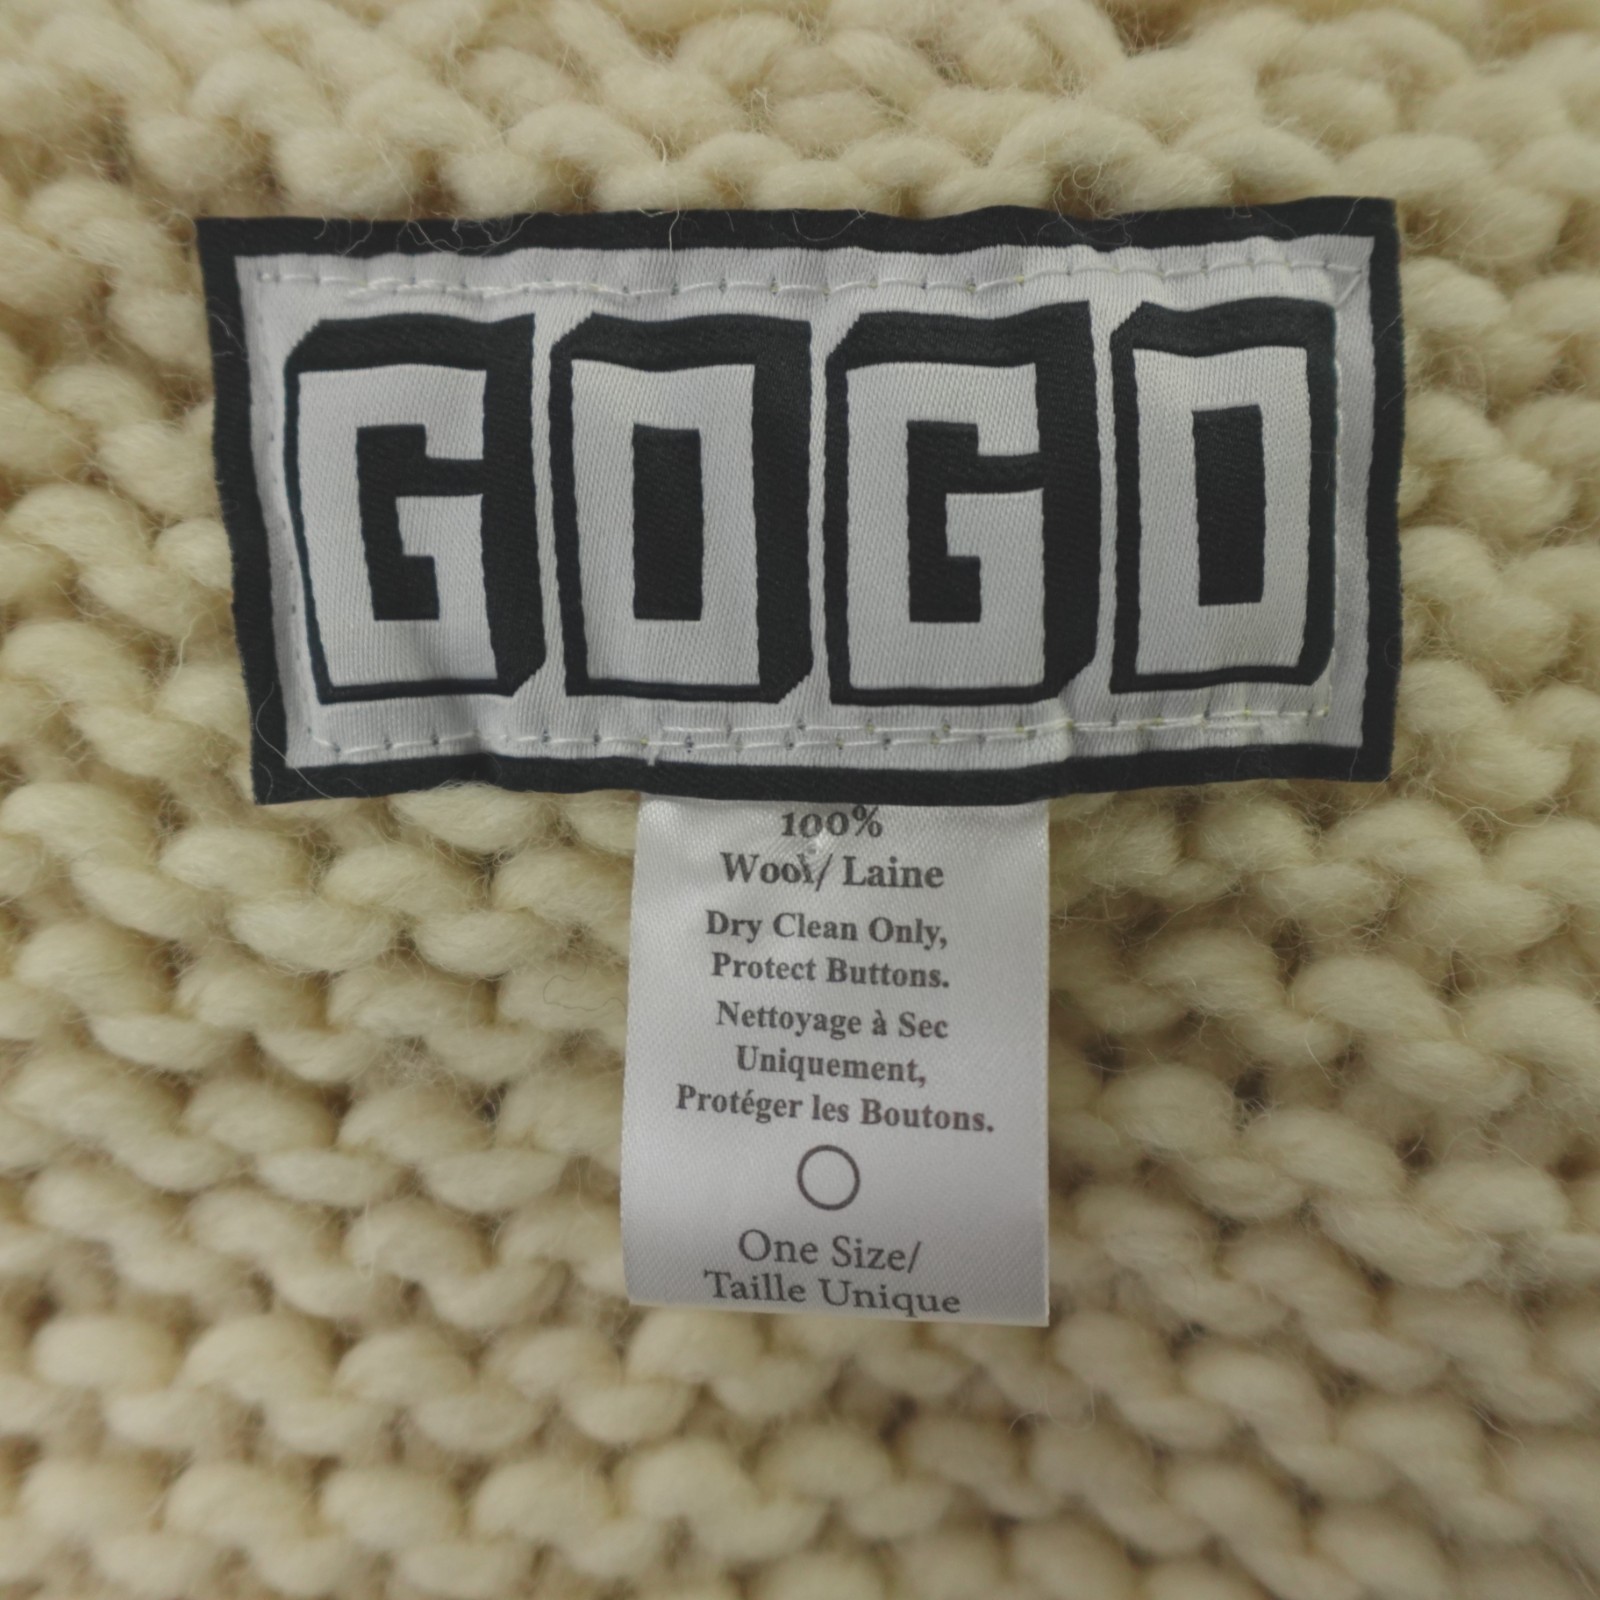 GOGO
100%
Wool/ Laine
Dry Clean Only,
Protect Buttons.
Nettoyage à Sec
Uniquement,
Protéger les Boutons.
One Size/
Taille Unique